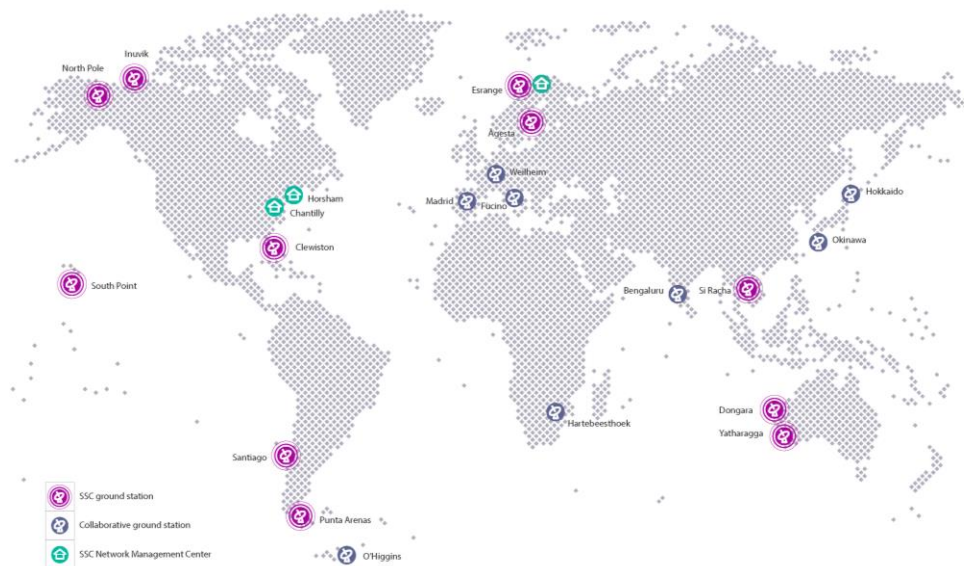 Inuvik
North Pole
Esrange
Ågesta
Weilheim
Horsham
Madrid
Fucino
Hokkaido
Chantilly
Okinawa
Clewiston
South Point
Bengaluru
Si Racha
Dongara
Hartebeesthoek
Yatharagga
Santiago
SSC ground station
Punta Arenas
Collaborative ground station
SSC Network Management Center
O'Higgins